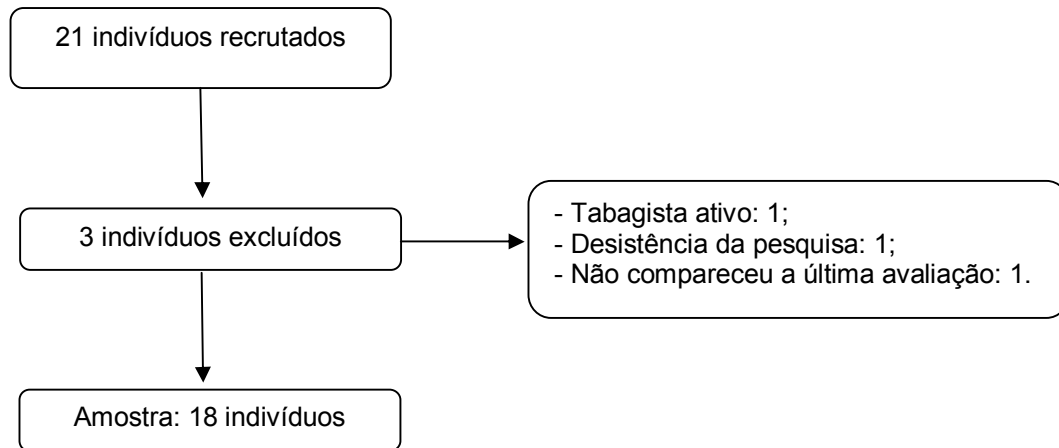 21 indivíduos recrutados
3 indivíduos excluídos
- Tabagista ativo: 1;
- Desistência da pesquisa: 1;
- Não compareceu a última avaliação: 1.
Amostra: 18 indivíduos